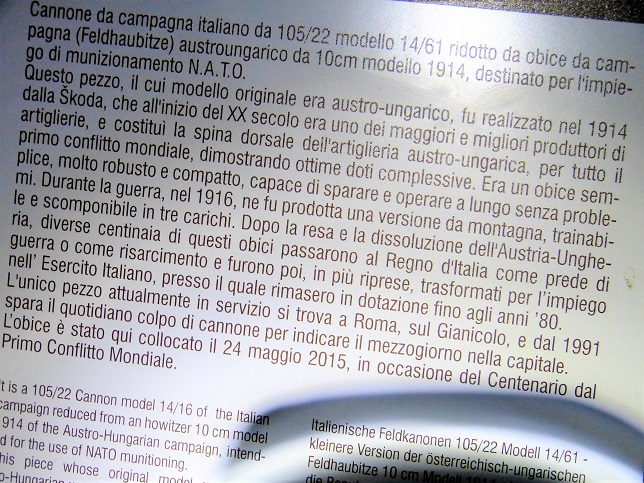 Cannone da campagna italiano da 105/22 modello 14/61 ridotto da obice da cam-
pagna (Feldhaubitze) austroungarico da 10cm modello 1914, destinato per l'impie-
go di munizionamento N.A.T.O.
Questo pezzo, il cui modello originale era austro-ungarico, fu realizzato nel 1914
dalla Škoda, che all'inizio del XX secolo era uno dei maggiori e migliori produttori di
artiglierie, e costituì la spina dorsale dell'artiglieria austro-ungarica, per tutto il
primo conflitto mondiale, dimostrando ottime doti complessive. Era un obice sem-
plice, molto robusto e compatto, capace di sparare e operare a lungo senza proble-
mi. Durante la guerra, nel 1916, ne fu prodotta una versione da montagna, trainabi-
le e scomponibile in tre carichi. Dopo la resa e la dissoluzione dell'Austria-Unghe-
ria, diverse centinaia di questi obici passarono al Regno d'Italia come prede di
guerra o come risarcimento e furono poi, in più riprese, trasformati per l'impiego
nell' Esercito Italiano, presso il quale rimasero in dotazione fino agli anni '80.
L'unico pezzo attualmente in servizio si trova a Roma, sul Gianicolo, e dal 1991
spara il quotidiano colpo di cannone per indicare il mezzogiorno nella capitale.
L'obice è stato qui collocato il 24 maggio 2015, in occasione del Centenario dal
Primo Conflitto Mondiale.
It is a 105/22 Cannon model 14/16 of the Italian
campaign reduced from an howitzer 10 cm model
1914 of the Austro-Hungarian campaign, intend-
ed for the use of NATO munitioning.
his piece whose original model
o-Hungarian
Italienische Feldkanonen 105/22 Modell 14/61 -
kleinere Version der österreichisch-ungarischen
Feldhaubitze 10 cm Modell 1914